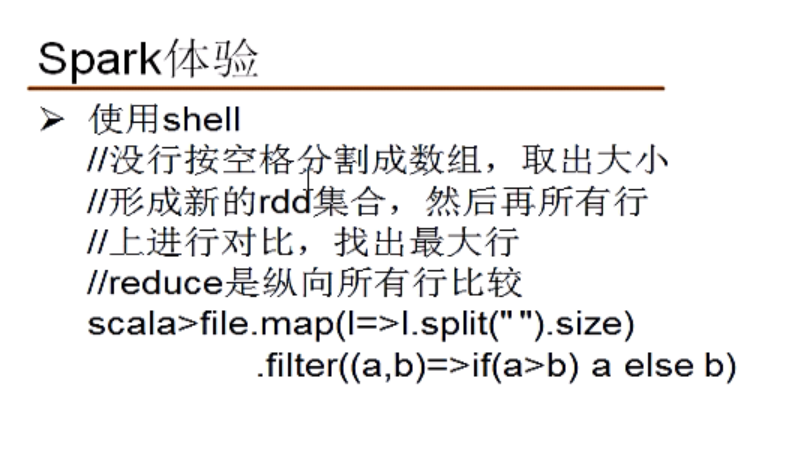 Spark体验
➢ 使用shell
//没行按空格分割成数组，取出大小
//形成新的rdd集合，然后再所有行
//上进行对比，找出最大行
//reduce是纵向所有行比较
scala>file.map(l=>l.split(" ").size)
.filter((a,b)=>if(a>b) a else b)